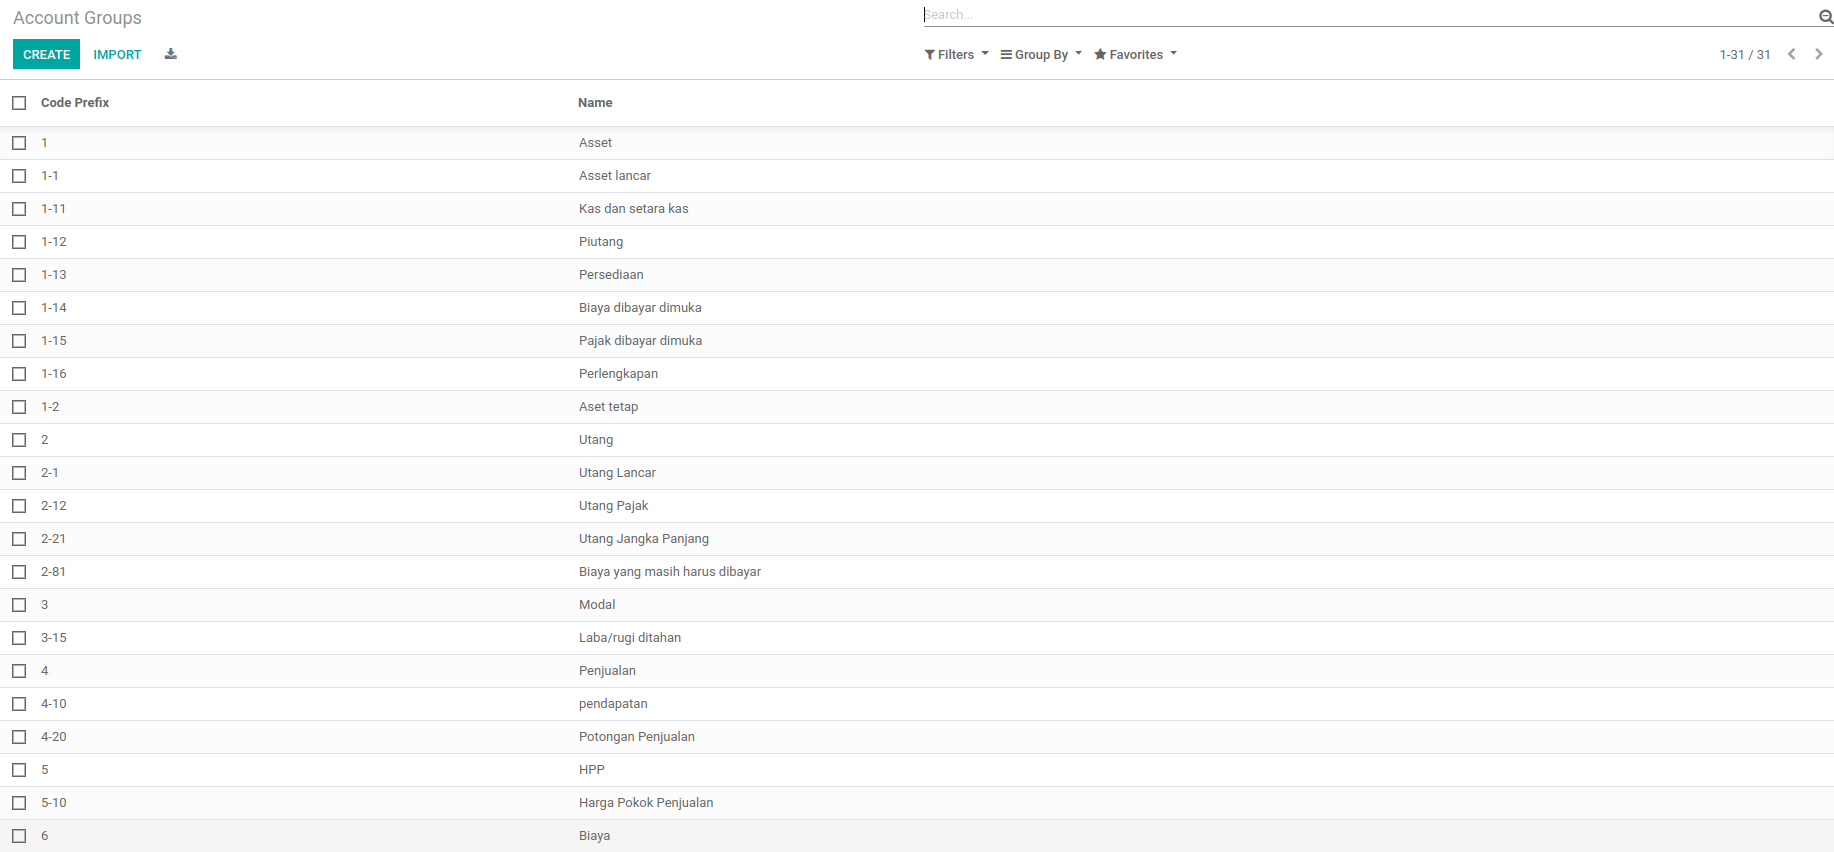 Account Groups
Search...
CREATE IMPORT
Filters Group By Favorites 1-31 / 31
Code Prefix Name
1 Asset
1-1 Asset lancar
1-11 Kas dan setara kas
1-12 Piutang
1-13 Persediaan
1-14 Biaya dibayar dimuka
1-15 Pajak dibayar dimuka
1-16 Perlengkapan
1-2 Aset tetap
2 Utang
2-1 Utang Lancar
2-12 Utang Pajak
2-21 Utang Jangka Panjang
2-81 Biaya yang masih harus dibayar
3 Modal
3-15 Laba/rugi ditahan
4 Penjualan
4-10 pendapatan
4-20 Potongan Penjualan
5 HPP
5-10 Harga Pokok Penjualan
6 Biaya